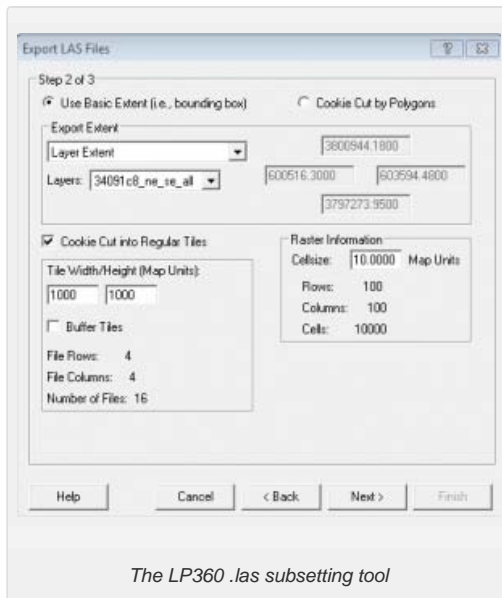 Export LAS Files
Step 2 of 3
Use Basic Extent (i.e., bounding box)
Cookie Cut by Polygons
Export Extent
Layer Extent
Layers: 34091c8_ne_se_all
3800944.1800
600516.3000
603594.4800
3797273.9500
Cookie Cut into Regular Tiles
Tile Width/Height (Map Units):
1000 1000
Buffer Tiles
File Rows: 4
File Columns: 4
Number of Files: 16
Raster Information
Cellsize: 10.0000 Map Units
Rows: 100
Columns: 100
Cells: 10000
Help
Cancel
< Back
Next >
Finish
The LP360 .las subsetting tool